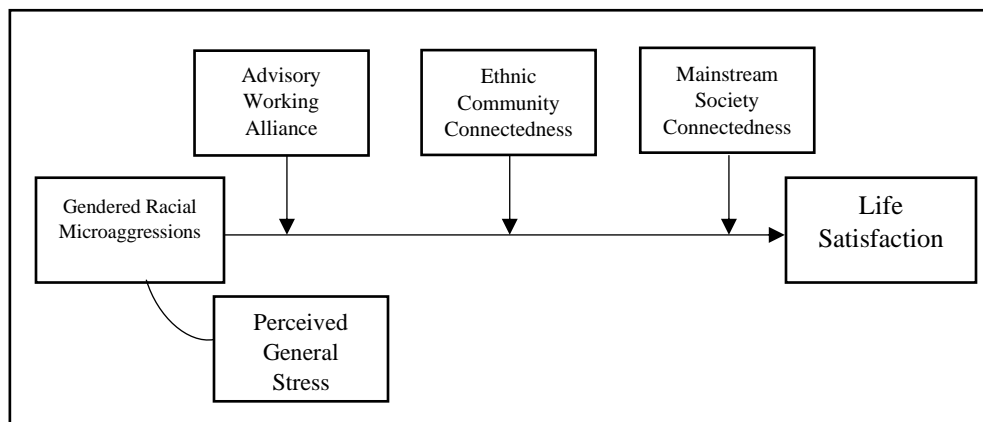 Advisory
Working
Alliance
Ethnic
Community
Connectedness
Mainstream
Society
Connectedness
Gendered Racial
Microaggressions
Life
Satisfaction
Perceived
General
Stress